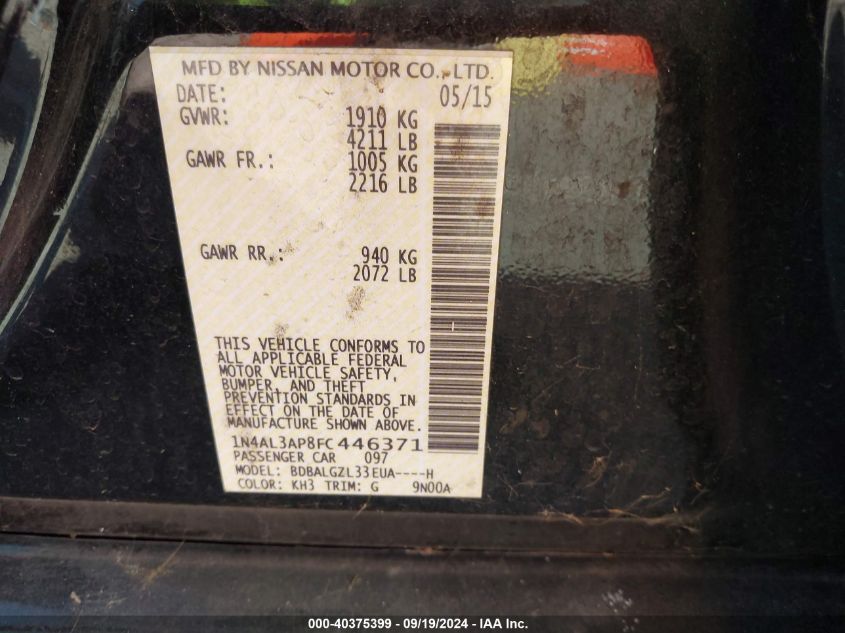 MFD BY NISSAN MOTOR CO., LTD.
DATE: 05/15
GVWR: 1910 KG
4211 LB
GAWR FR.: 1005 KG
2216 LB
GAWR RR.: 940 KG
2072 LB
THIS VEHICLE CONFORMS TO
ALL APPLICABLE FEDERAL
MOTOR VEHICLE SAFETY,
BUMPER, AND THEFT
PREVENTION STANDARDS IN
EFFECT ON THE DATE OF
MANUFACTURE SHOWN ABOVE.
1N4AL3AP8FC446371
PASSENGER CAR 097
MODEL: BDBALGZL33EUA----H
COLOR: KH3 TRIM: G 9N00A
000-40375399 - 09/19/2024 - IAA Inc.